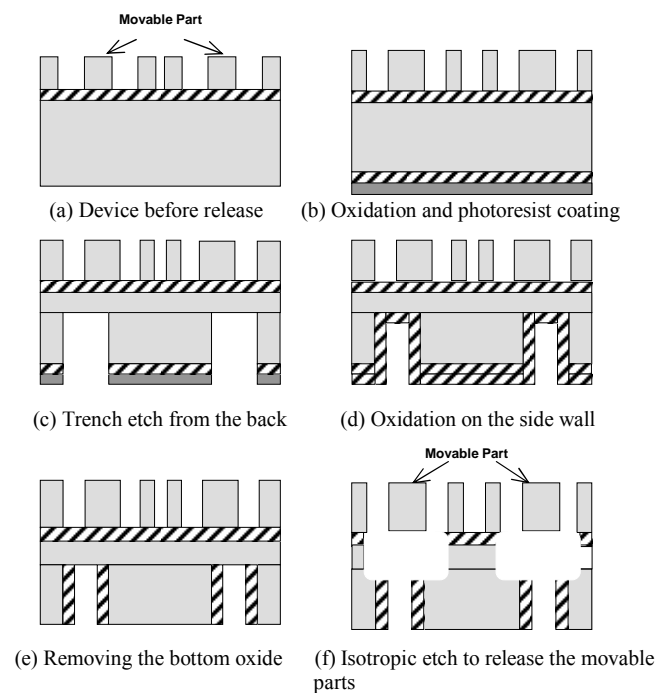 Movable Part
(a) Device before release
(b) Oxidation and photoresist coating
(c) Trench etch from the back
(d) Oxidation on the side wall
Movable Part
(e) Removing the bottom oxide
(f) Isotropic etch to release the movable
parts